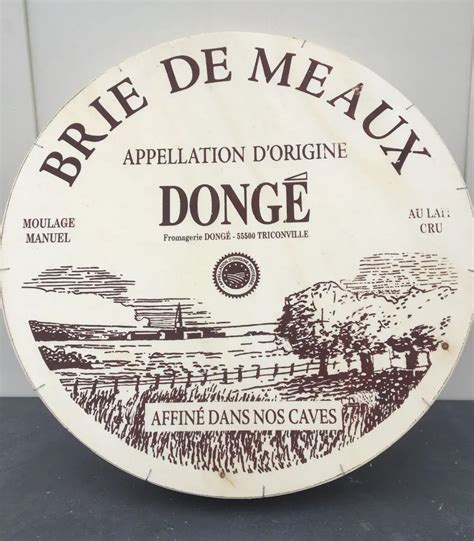 BRIE DE MEAUX
APPELLATION D'ORIGINE
DONGÉ
Fromagerie DONGÉ - 55500 TRICONVILLE
MOULAGE
MANUEL
AU LAIT
CRU
AFFINÉ DANS NOS CAVES